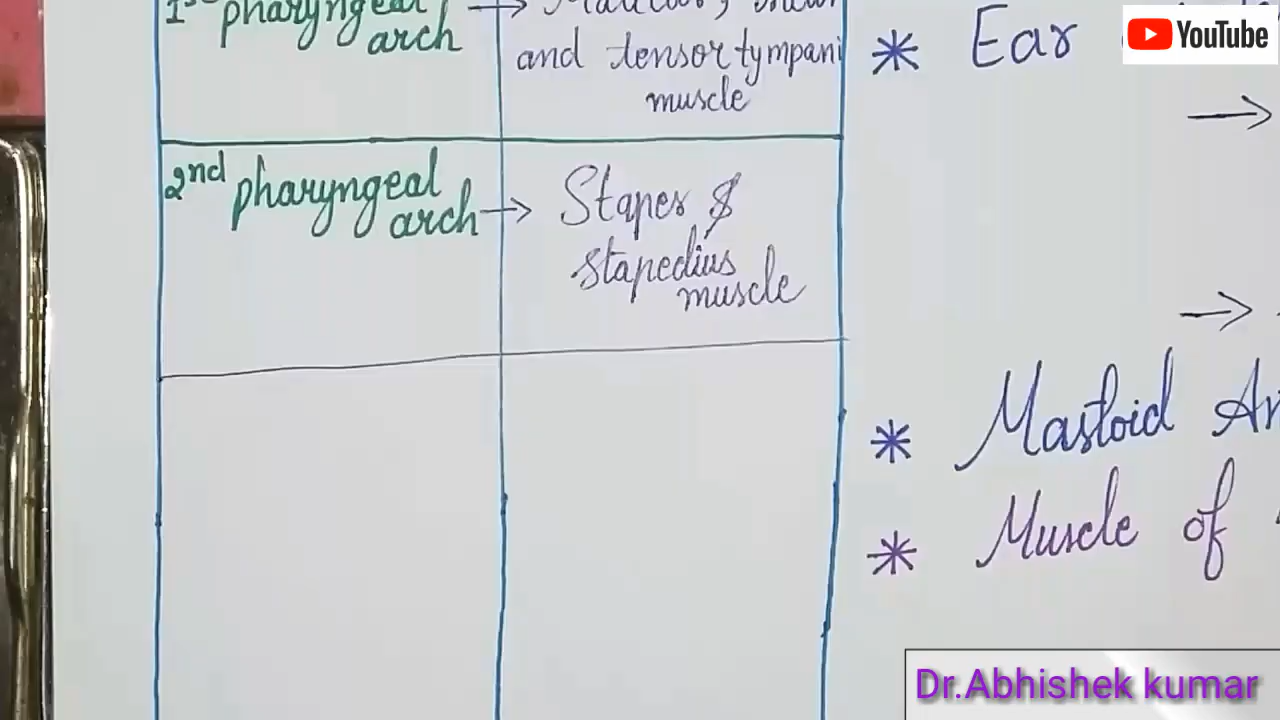 1st pharyngeal
arch →
and tensor tympani
muscle
2nd pharyngeal
arch →
Stapes &
stapedius
muscle
* Ear
→
→
* Mastoid
* Muscle of
YouTube
Dr.Abhishek kumar